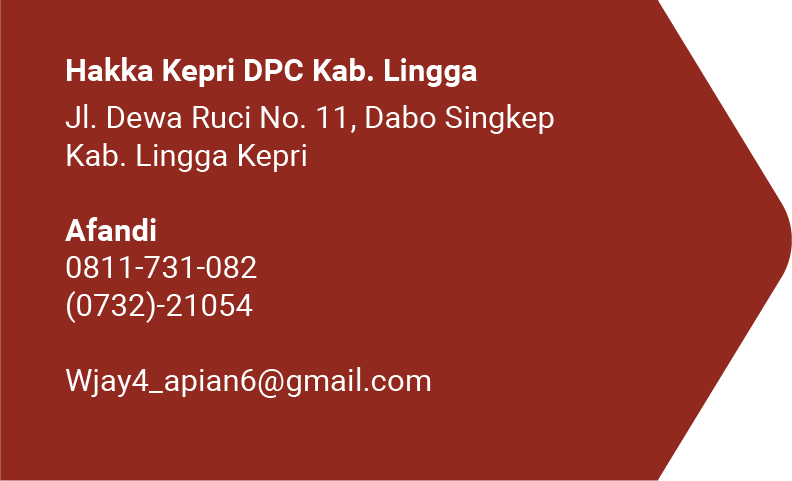 Hakka Kepri DPC Kab. Lingga
Jl. Dewa Ruci No. 11, Dabo Singkep
Kab. Lingga Kepri
Afandi
0811-731-082
(0732)-21054
Wjay4_apian6@gmail.com